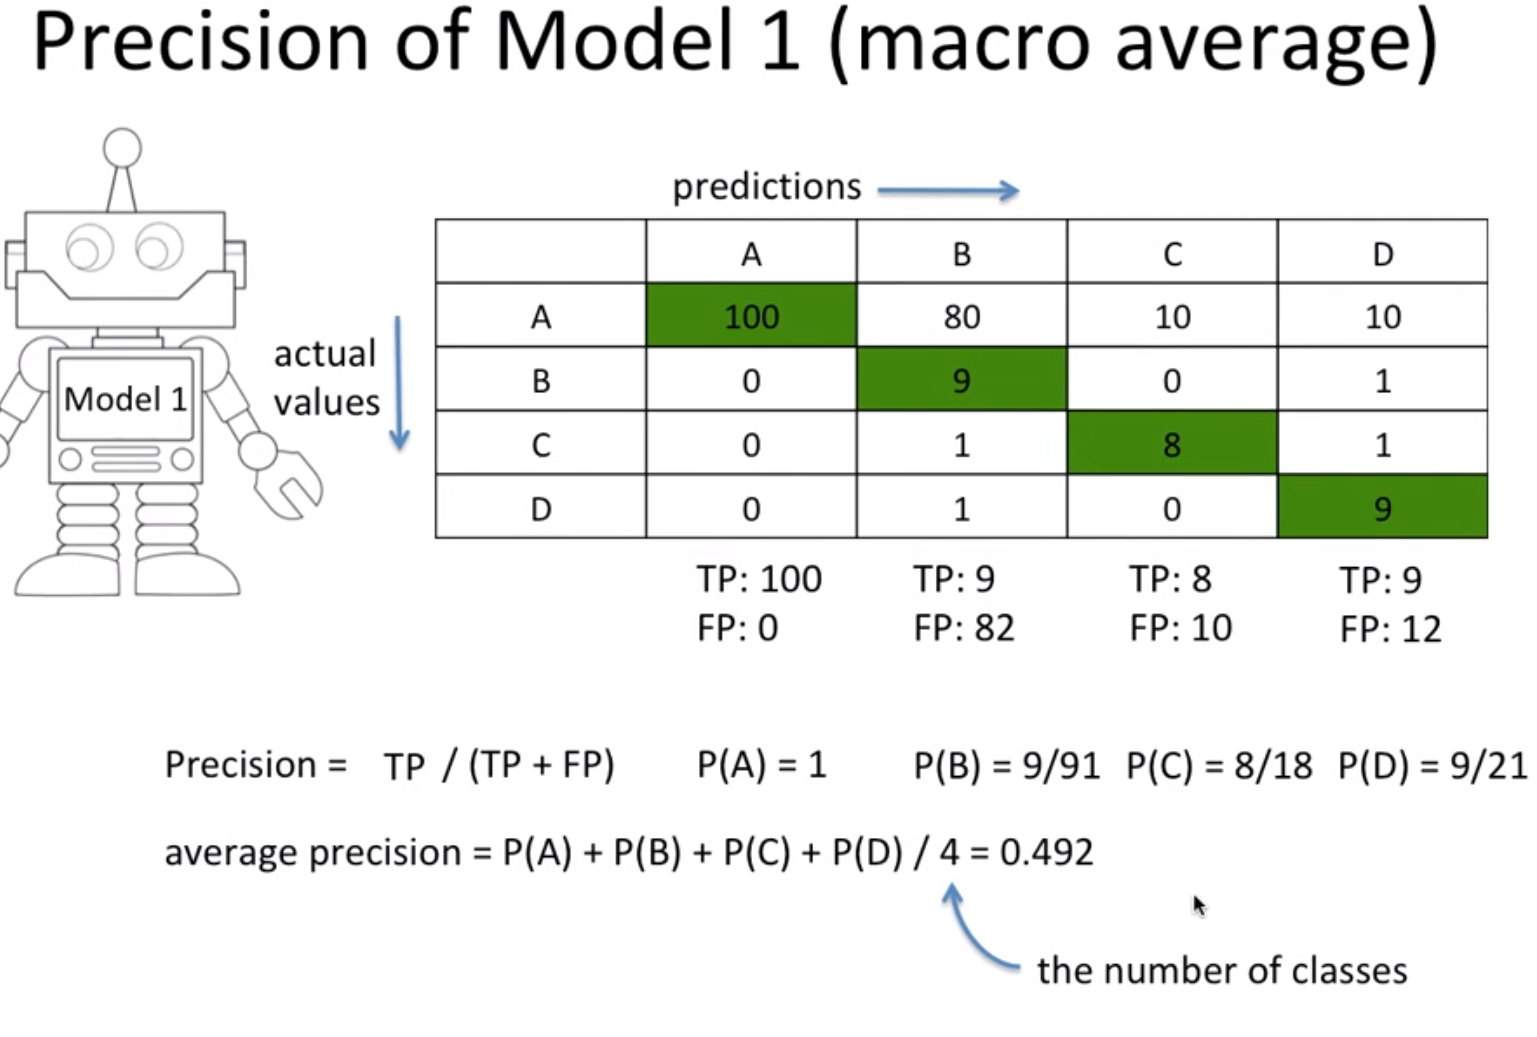 Precision of Model 1 (macro average)
predictions
A B C D
A 100 80 10 10
actual
values
Model 1
B 0 9 0 1
C 0 1 8 1
D 0 1 0 9
TP: 100 TP: 9 TP: 8 TP: 9
FP: 0 FP: 82 FP: 10 FP: 12
Precision = TP / (TP + FP) P(A) = 1 P(B) = 9/91 P(C) = 8/18 P(D) = 9/21
average precision = P(A) + P(B) + P(C) + P(D) / 4 = 0.492
the number of classes